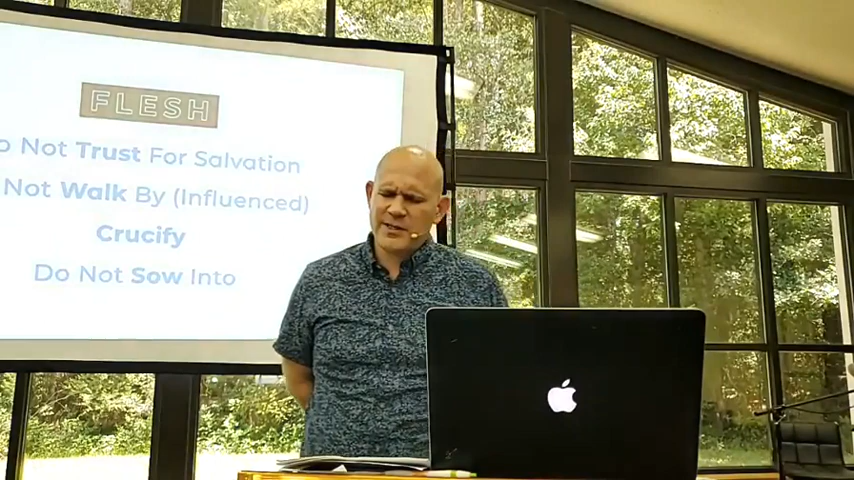 FLESH
Not Trust For Salvation
Not Walk By (Influenced)
Crucify
Do Not Sow Into